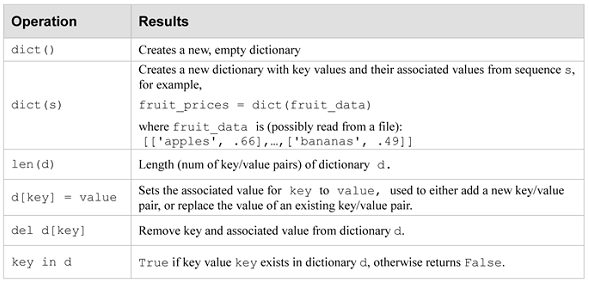 Operation Results
dict() Creates a new, empty dictionary
Creates a new dictionary with key values and their associated values from sequence s,
for example,
dict(s) fruit_prices = dict(fruit_data)
where fruit_data is (possibly read from a file):
[['apples', .66],…,['bananas', .49]]
len(d) Length (num of key/value pairs) of dictionary d.
d[key] = value Sets the associated value for key to value, used to either add a new key/value
pair, or replace the value of an existing key/value pair.
del d[key] Remove key and associated value from dictionary d.
key in d True if key value key exists in dictionary d, otherwise returns False.